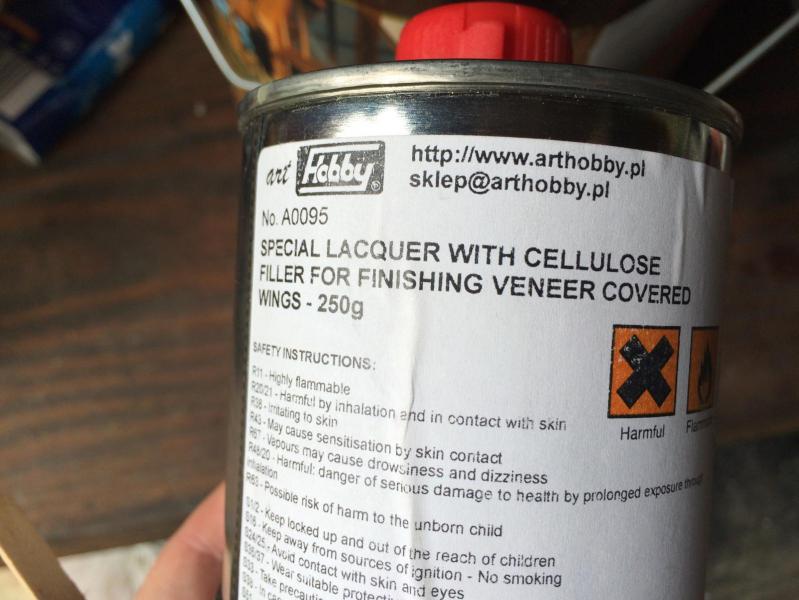 art Hobby ®
http://www.arthobby.pl
sklep@arthobby.pl
No. A0095
SPECIAL LACQUER WITH CELLULOSE
FILLER FOR FINISHING VENEER COVERED
WINGS - 250g
SAFETY INSTRUCTIONS:
R11 - Highly flammable
R20/21 - Harmful by inhalation and in contact with skin
R38 - Irritating to skin
R43 - May cause sensitisation by skin contact
R67 - Vapours may cause drowsiness and dizziness
R48/20 - Harmful: danger of serious damage to health by prolonged exposure through
inhalation
R63 - Possible risk of harm to the unborn child
S1/2 - Keep locked up and out of the reach of children
S16 - Keep away from sources of ignition - No smoking
S24/25 - Avoid contact with skin and eyes
S36/37 - Wear suitable
Take
In
Harmful